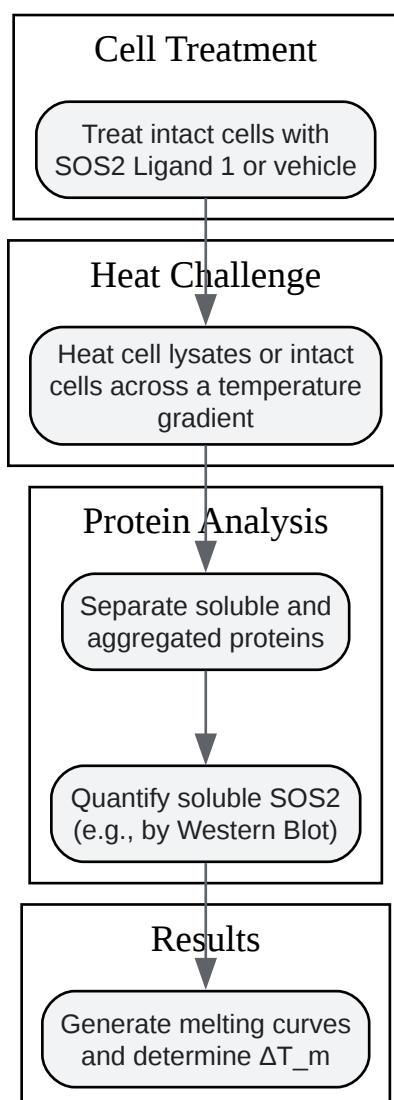 Cell Treatment
Treat intact cells with
SOS2 Ligand 1 or vehicle
Heat Challenge
Heat cell lysates or intact
cells across a temperature
gradient
Protein Analysis
Separate soluble and
aggregated proteins
Quantify soluble SOS2
(e.g., by Western Blot)
Results
Generate melting curves
and determine ΔT_m